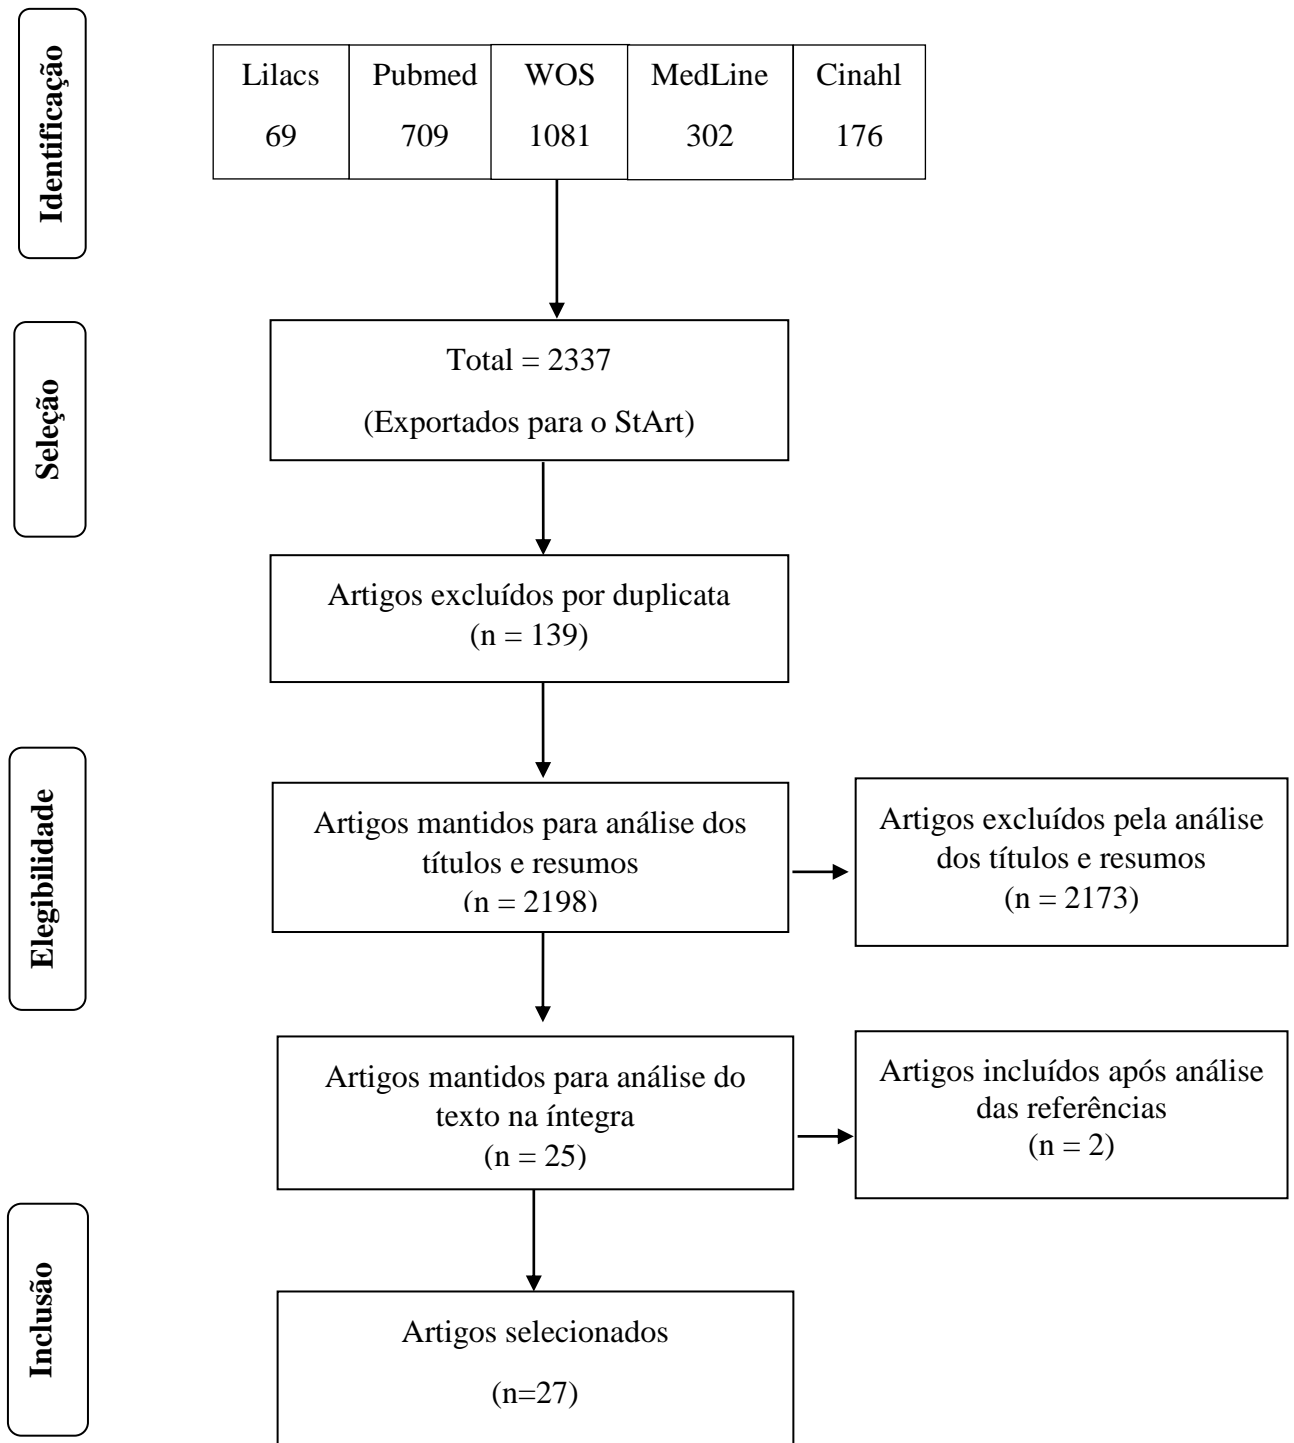 Identificação
Lilacs Pubmed WOS MedLine Cinahl
69 709 1081 302 176
Seleção
Total = 2337
(Exportados para o StArt)
Artigos excluídos por duplicata
(n = 139)
Elegibilidade
Artigos mantidos para análise dos
títulos e resumos
(n = 2198)
Artigos excluídos pela análise
dos títulos e resumos
(n = 2173)
Artigos mantidos para análise do
texto na íntegra
(n = 25)
Artigos incluídos após análise
das referências
(n = 2)
Inclusão
Artigos selecionados
(n=27)